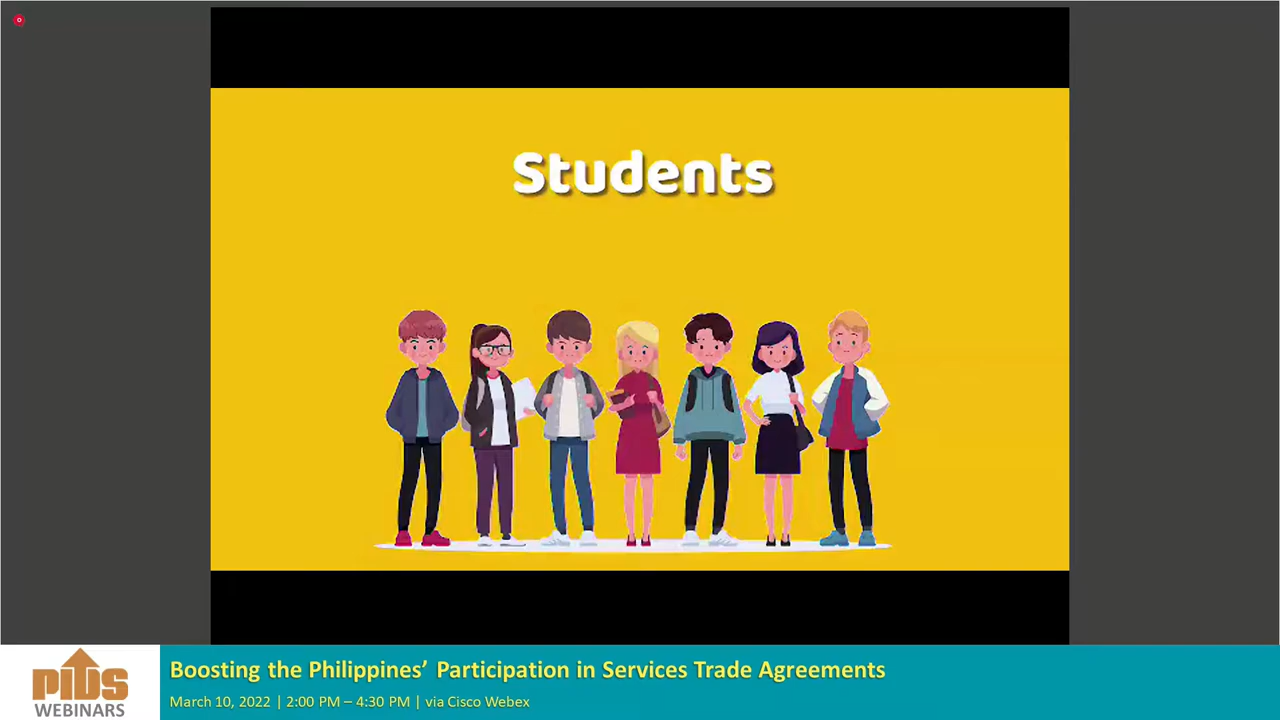 Students
PIDS
WEBINARS
Boosting the Philippines’ Participation in Services Trade Agreements
March 10, 2022 | 2:00 PM – 4:30 PM | via Cisco Webex